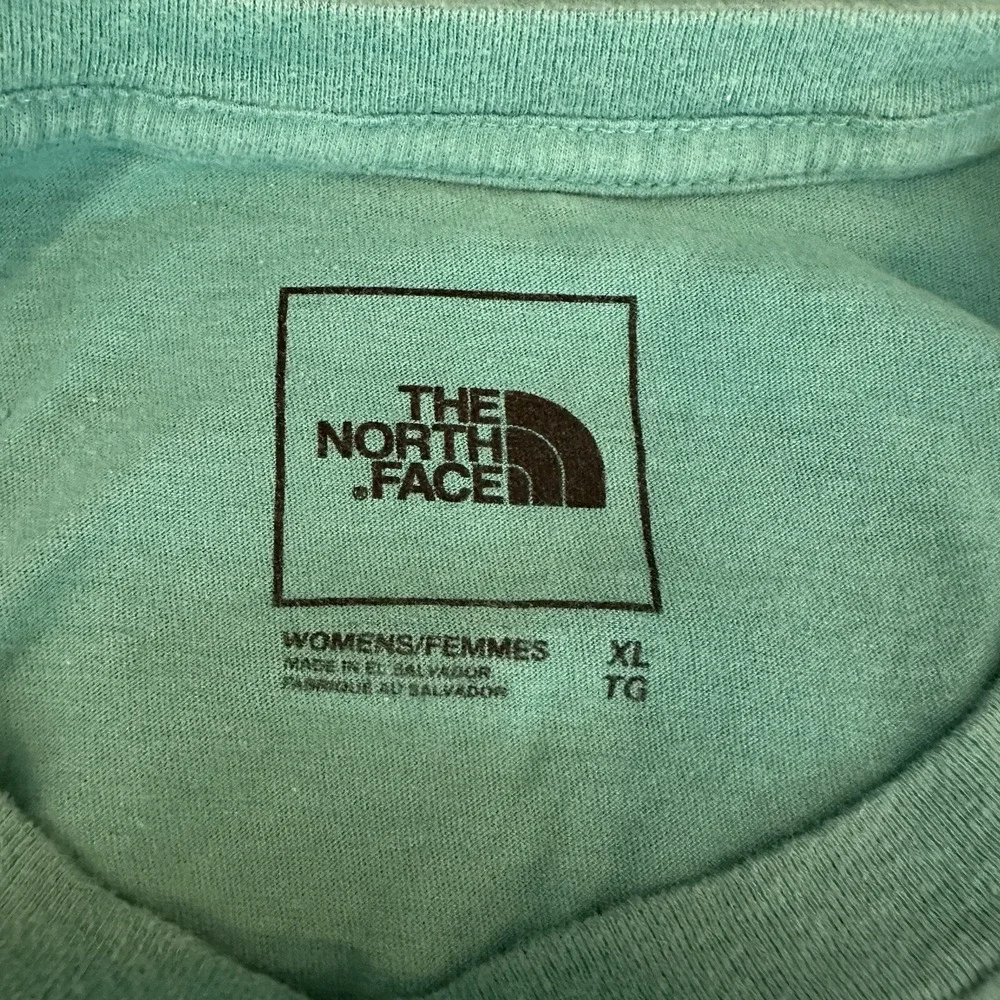 THE
NORTH
FACE®
WOMENS/FEMMES XL
MADE IN EL SALVADOR TG
FABRIQUE AU SALVADOR